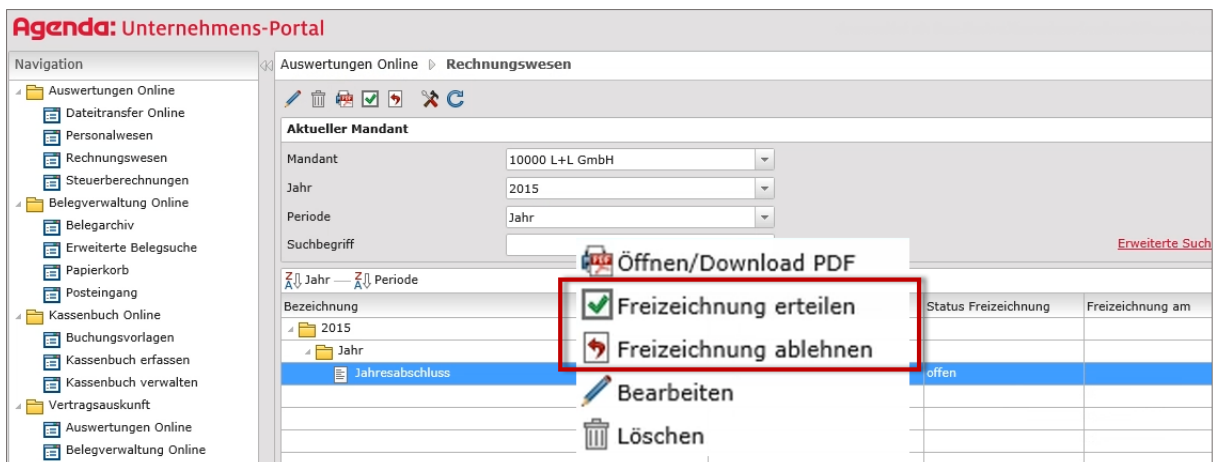 Agenda: Unternehmens-Portal
Navigation
Auswertungen Online
Dateitransfer Online
Personalwesen
Rechnungswesen
Steuerberechnungen
Belegverwaltung Online
Belegarchiv
Erweiterte Belegsuche
Papierkorb
Posteingang
Kassenbuch Online
Buchungsvorlagen
Kassenbuch erfassen
Kassenbuch verwalten
Vertragsauskunft
Auswertungen Online
Belegverwaltung Online
Auswertungen Online Rechnungswesen
Aktueller Mandant
Mandant 10000 L+L GmbH
Jahr 2015
Periode Jahr
Suchbegriff
Erweiterte Such
Jahr Periode
Bezeichnung Status Freizeichnung Freizeichnung am
2015
Jahr
Jahresabschluss offen
Öffnen/Download PDF
Freizeichnung erteilen
Freizeichnung ablehnen
Bearbeiten
Löschen